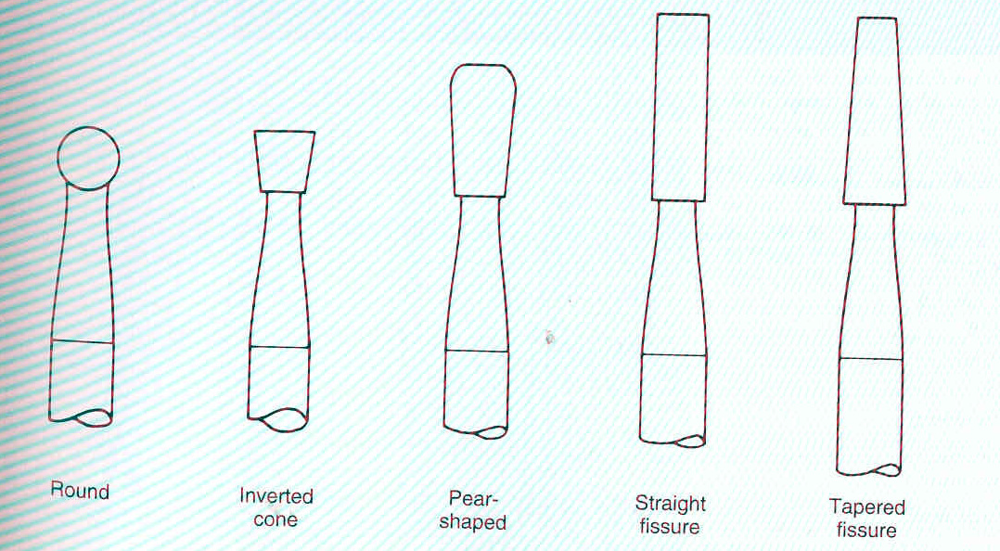 Round
Inverted
cone
Pear-
shaped
Straight
fissure
Tapered
fissure